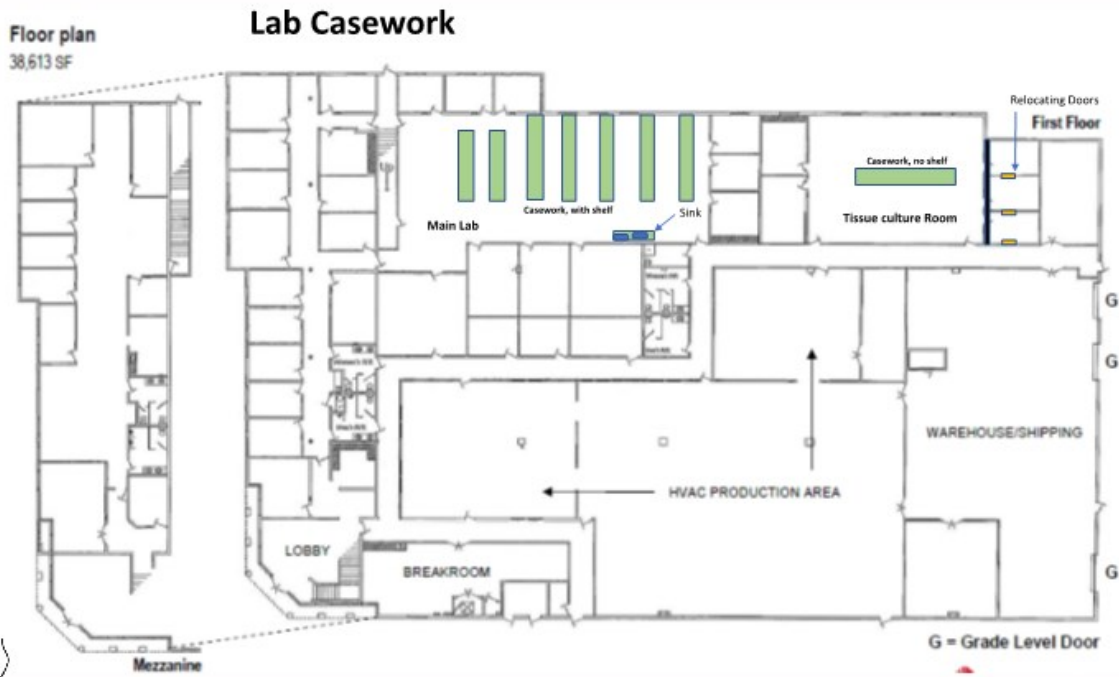 Lab Casework
Floor plan
38,613 SF
Relocating Doors
First Floor
Casework, no shelf
Up
Casework, with shelf
Sink
Main Lab
Tissue culture Room
G
G
WAREHOUSE/SHIPPING
HVAC PRODUCTION AREA
LOBBY
BREAKROOM
G
G = Grade Level Door
Mezzanine